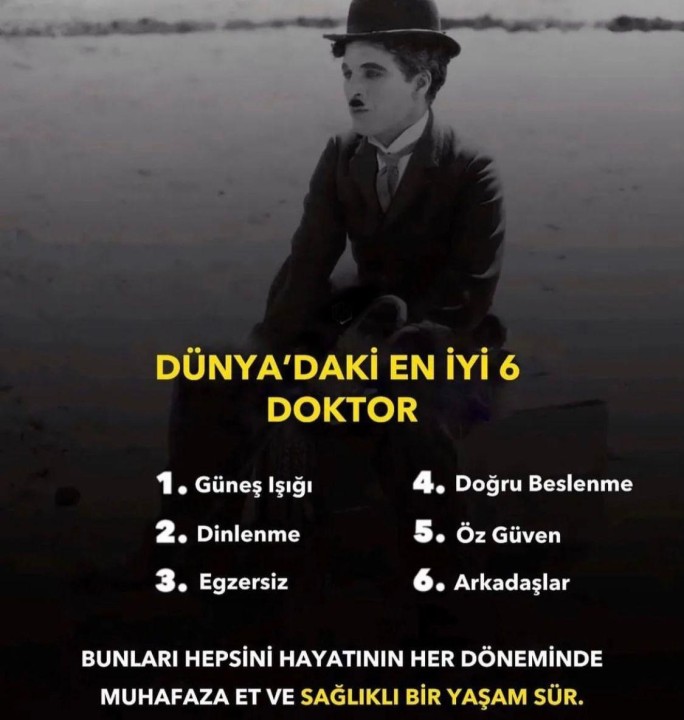 DÜNYA'DAKİ EN İYİ 6
DOKTOR
1. Güneş Işığı
2. Dinlenme
3. Egzersiz
4. Doğru Beslenme
5. Öz Güven
6. Arkadaşlar
BUNLARI HEPSİNİ HAYATININ HER DÖNEMİNDE
MUHAFAZA ET VE SAĞLIKLI BİR YAŞAM SÜR.